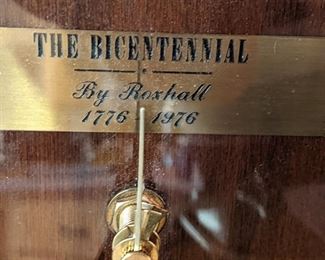 THE BICENTENNIAL
By Roxhall
1776 1976